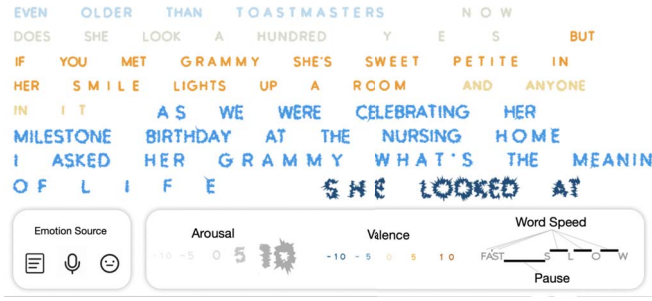 EVEN OLDER THAN TOASTMASTERS NOW
DOES SHE LOOK A HUNDRED YES BUT
IF YOU MET GRAMMY SHE'S SWEET PETITE IN
HER SMILE LIGHTS UP A ROOM AND ANYONE
IN IT AS WE WERE CELEBRATING HER
MILESTONE BIRTHDAY AT THE NURSING HOME
I ASKED HER GRAMMY WHAT'S THE MEANIN
OF LIFE SHE LOOKED AT
Emotion Source
Arousal
-10 -5 0 5 10
Valence
-10 -5 0 5 10
Word Speed
FAST SLOW
Pause